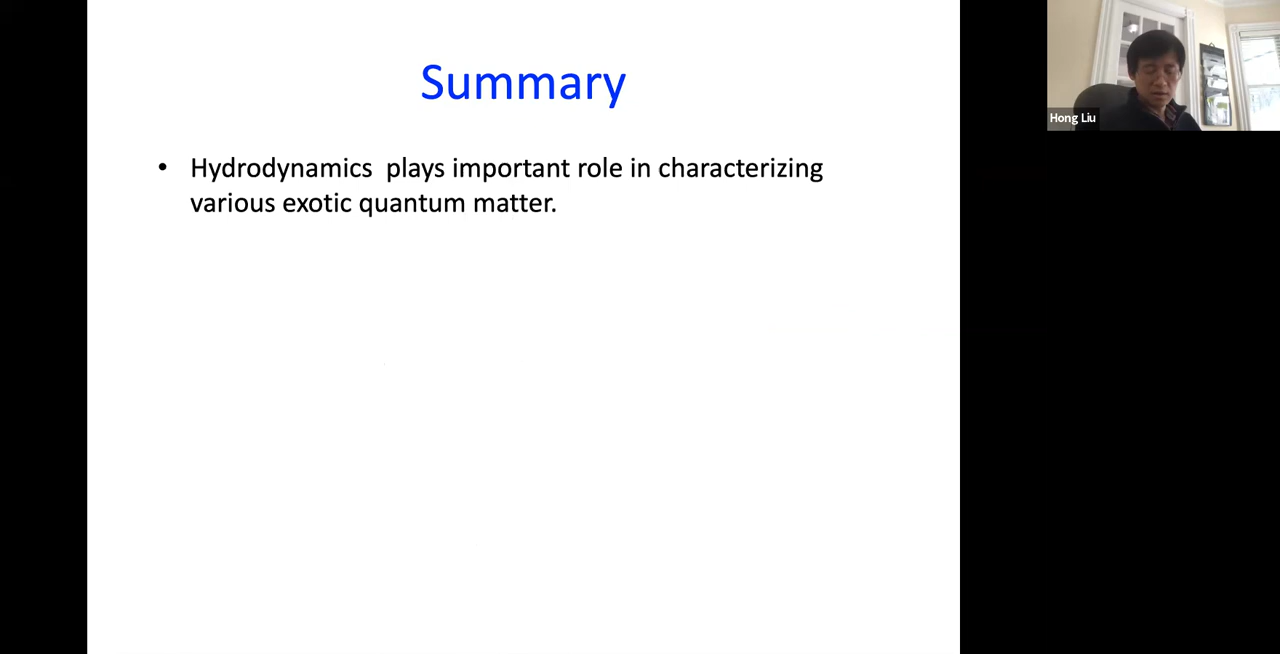 Summary
• Hydrodynamics plays important role in characterizing
various exotic quantum matter.
Hong Liu